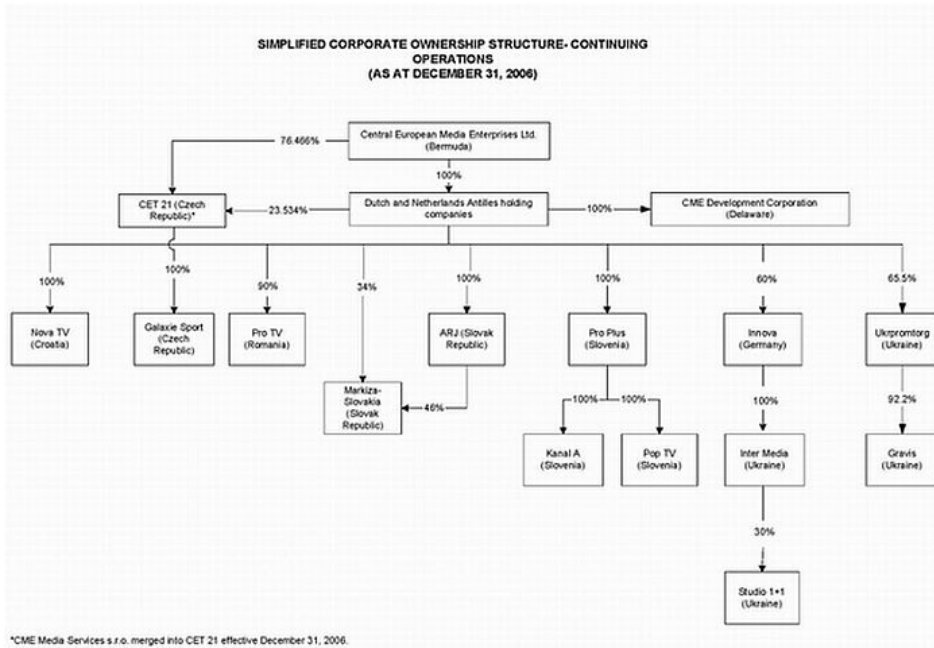 SIMPLIFIED CORPORATE OWNERSHIP STRUCTURE- CONTINUING
OPERATIONS
(AS AT DECEMBER 31, 2006)
Central European Media Enterprises Ltd.
(Bermuda)
76.466%
100%
CET 21 (Czech
Republic)*
23.534%
Dutch and Netherlands Antilles holding
companies
100%
CME Development Corporation
(Delaware)
100%
100%
90%
34%
100%
100%
60%
65.5%
Nova TV
(Croatia)
Galaxie Sport
(Czech
Republic)
Pro TV
(Romania)
ARJ (Slovak
Republic)
Pro Plus
(Slovenia)
Innova
(Germany)
Ukrpromtorg
(Ukraine)
Markiza-
Slovakia
(Slovak
Republic)
46%
100%
100%
100%
92.2%
Kanal A
(Slovenia)
Pop TV
(Slovenia)
Inter Media
(Ukraine)
Gravis
(Ukraine)
30%
Studio 1+1
(Ukraine)
*CME Media Services s.r.o. merged into CET 21 effective December 31, 2006.